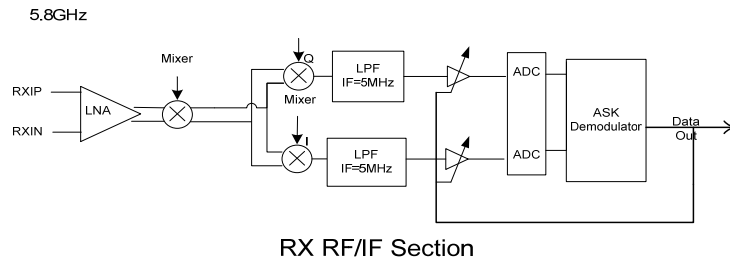 5.8GHz
Mixer
Q
LPF
IF=5MHz
ADC
RXIP
LNA
Mixer
ASK
Demodulator
Data
Out
RXIN
I
LPF
IF=5MHz
ADC
RX RF/IF Section